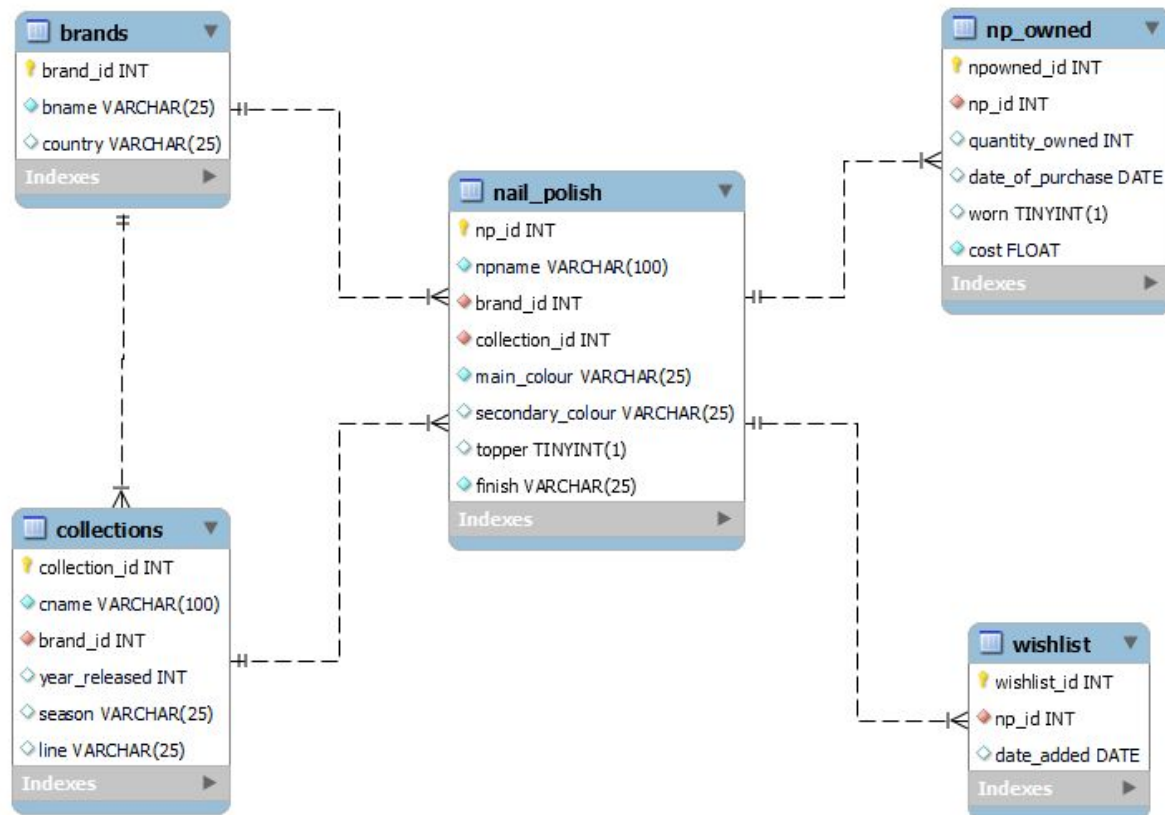 brands
brand_id INT
bname VARCHAR(25)
country VARCHAR(25)
Indexes
np_owned
npowned_id INT
np_id INT
quantity_owned INT
date_of_purchase DATE
worn TINYINT(1)
cost FLOAT
Indexes
nail_polish
np_id INT
npname VARCHAR(100)
brand_id INT
collection_id INT
main_colour VARCHAR(25)
secondary_colour VARCHAR(25)
topper TINYINT(1)
finish VARCHAR(25)
Indexes
collections
collection_id INT
cname VARCHAR(100)
brand_id INT
year_released INT
season VARCHAR(25)
line VARCHAR(25)
Indexes
wishlist
wishlist_id INT
np_id INT
date_added DATE
Indexes